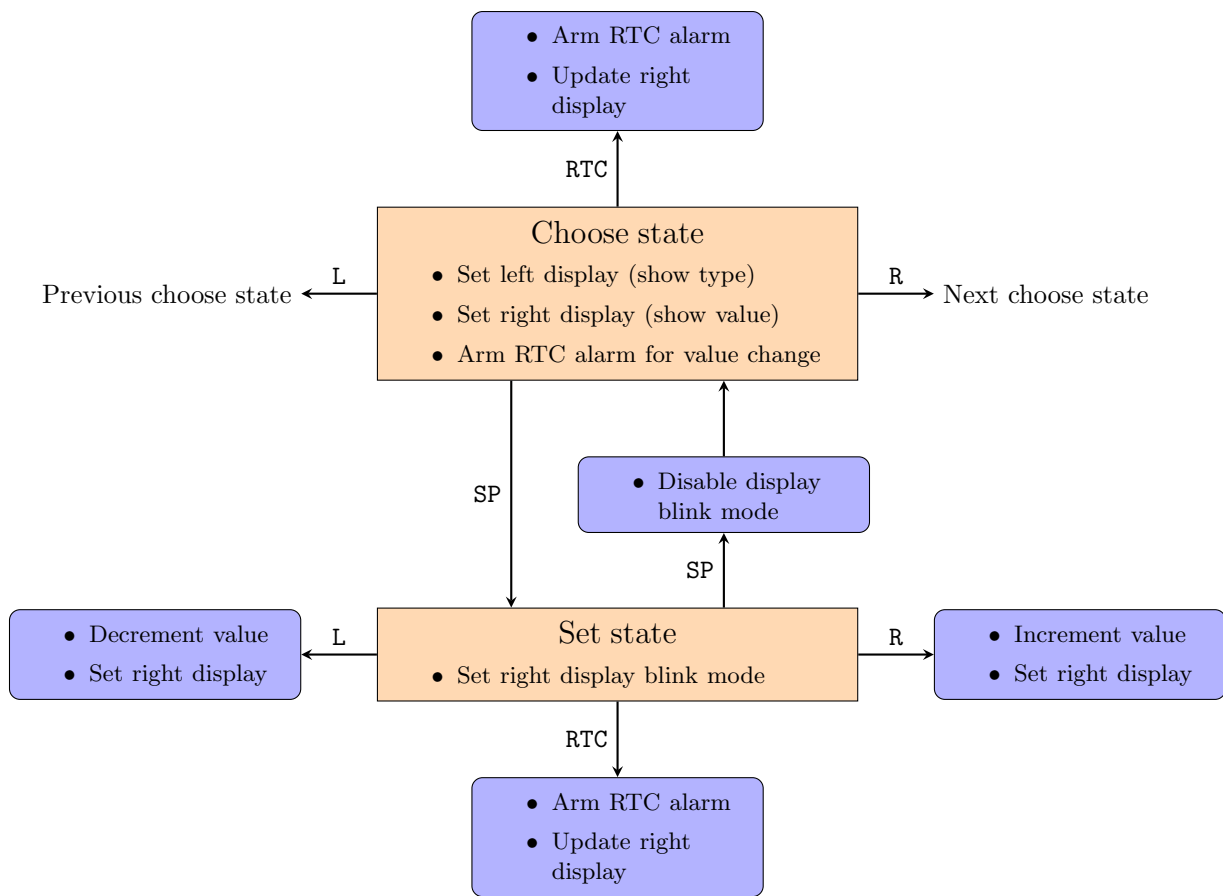 • Arm RTC alarm
• Update right
display
RTC
Choose state
• Set left display (show type)
• Set right display (show value)
• Arm RTC alarm for value change
L
Previous choose state
R
Next choose state
SP
• Disable display
blink mode
SP
• Decrement value
• Set right display
L
Set state
• Set right display blink mode
R
• Increment value
• Set right display
RTC
• Arm RTC alarm
• Update right
display